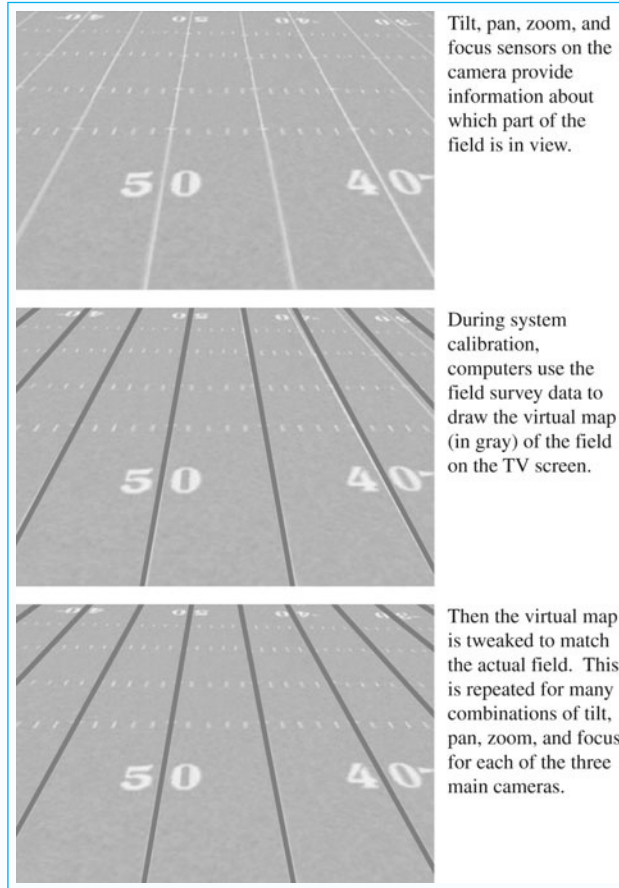 Tilt, pan, zoom, and
focus sensors on the
camera provide
information about
which part of the
field is in view.
50 40
During system
calibration,
computers use the
field survey data to
draw the virtual map
(in gray) of the field
on the TV screen.
50 40
Then the virtual map
is tweaked to match
the actual field. This
is repeated for many
combinations of tilt,
pan, zoom, and focus
for each of the three
main cameras.
50 40